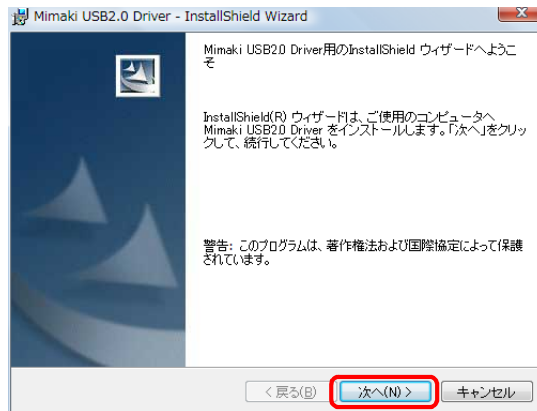 Mimaki USB2.0 Driver - InstallShield Wizard
Mimaki USB2.0 Driver用のInstallShield ウィザードへようこ
そ
InstallShield(R) ウィザードは、ご使用のコンピュータへ
Mimaki USB2.0 Driver をインストールします。「次へ」をクリッ
クして、続行してください。
警告: このプログラムは、著作権法および国際協定によって保護
されています。
< 戻る(B)
次へ(N) >
キャンセル